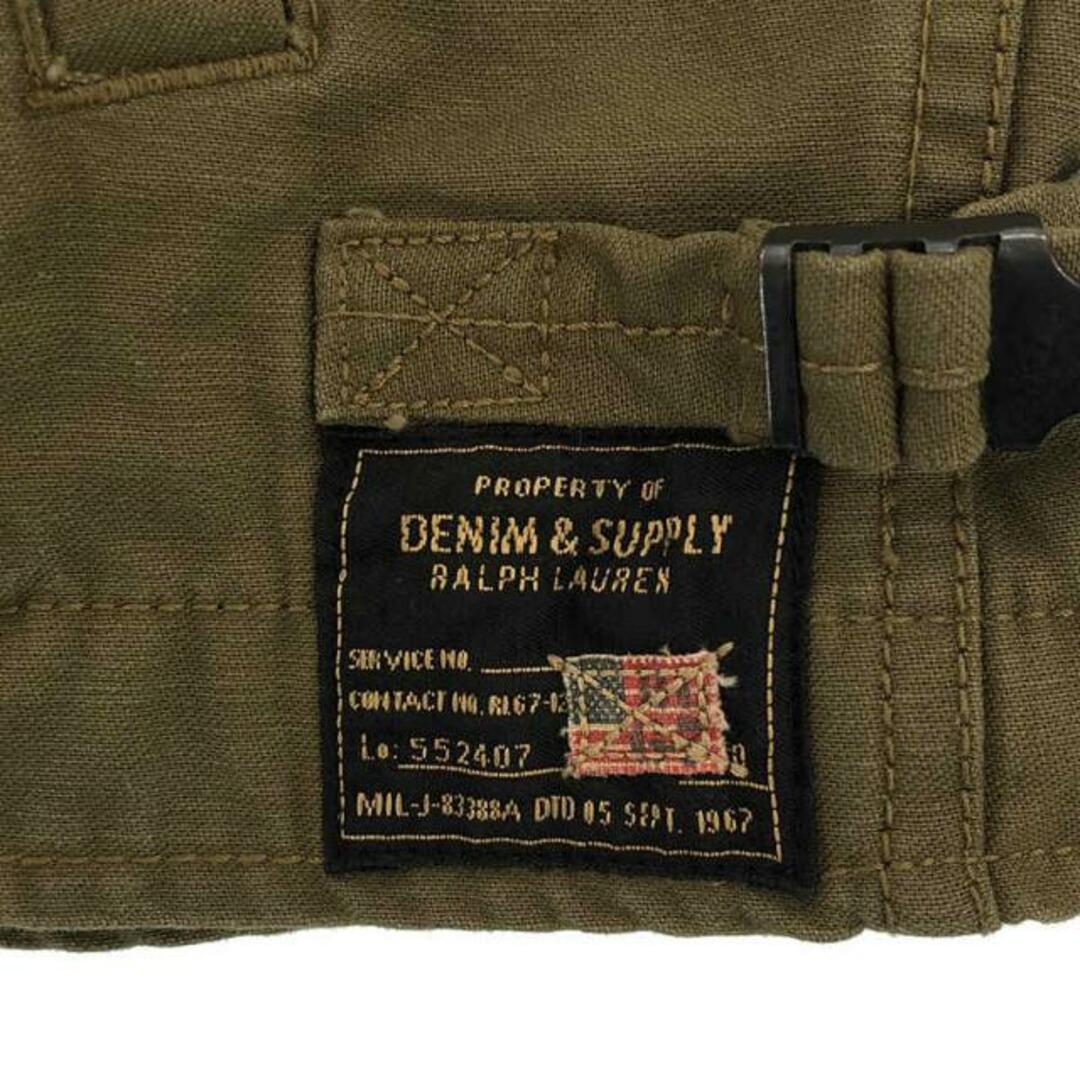 PROPERTY OF
DENIM & SUPPLY
RALPH LAUREN
SERVICE NO.
CONTACT NO. RL67-12
Lo: 552407
MIL-J-83388A DTD 05 SEPT. 1967